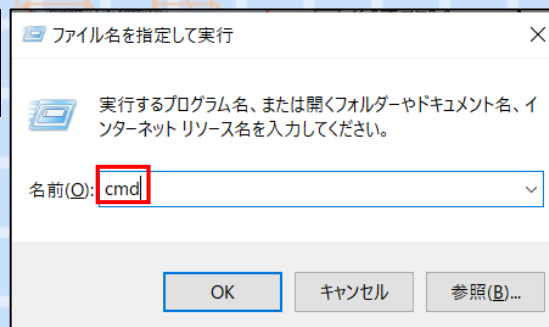 ファイル名を指定して実行
実行するプログラム名、または開くフォルダーやドキュメント名、イ
ンターネット リソース名を入力してください。
名前(O): cmd
OK キャンセル 参照(B)...